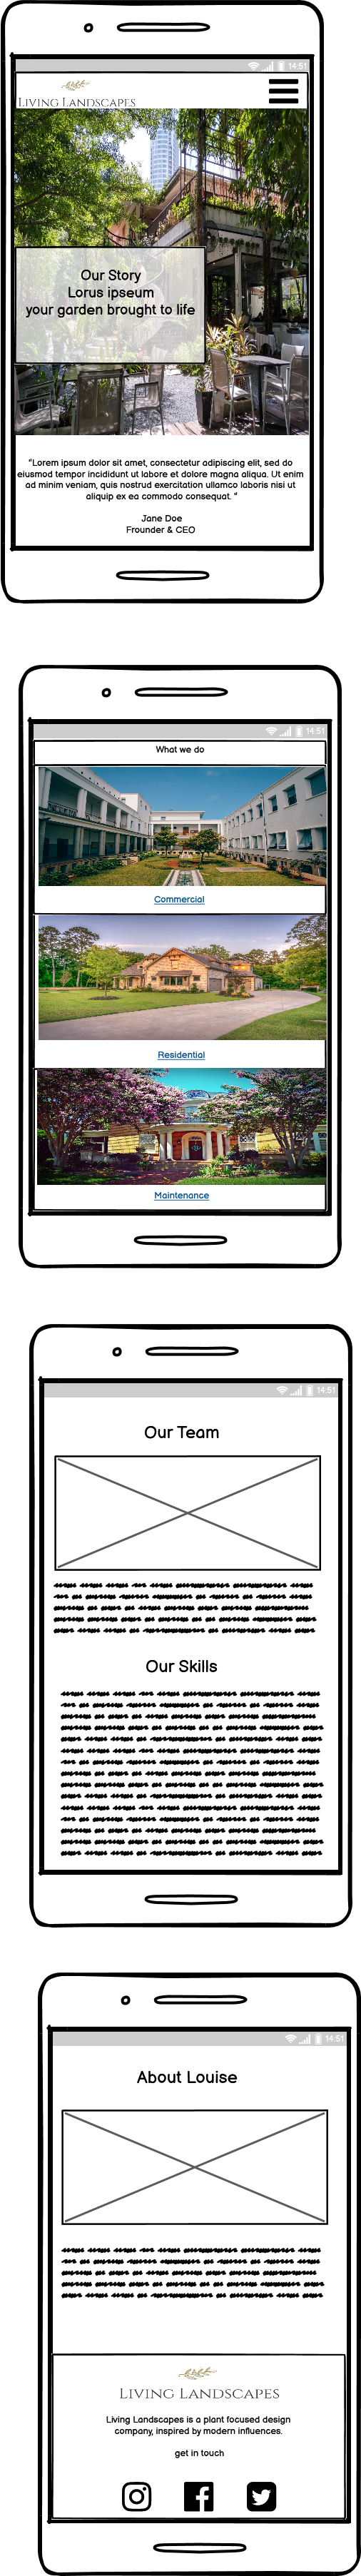 14:51
LIVING LANDSCAPES
Our Story
Lorus ipseum
your garden brought to life
"Lorem ipsum dolor sit amet, consectetur adipiscing elit, sed do
eiusmod tempor incididunt ut labore et dolore magna aliqua. Ut enim
ad minim veniam, quis nostrud exercitation ullamco laboris nisi ut
aliquip ex ea commodo consequat. "
Jane Doe
Frounder & CEO
14:51
What we do
Commercial
Residential
Maintenance
14:51
Our Team
Our Skills
14:51
About Louise
LIVING LANDSCAPES
Living Landscapes is a plant focused design
company, inspired by modern influences.
get in touch